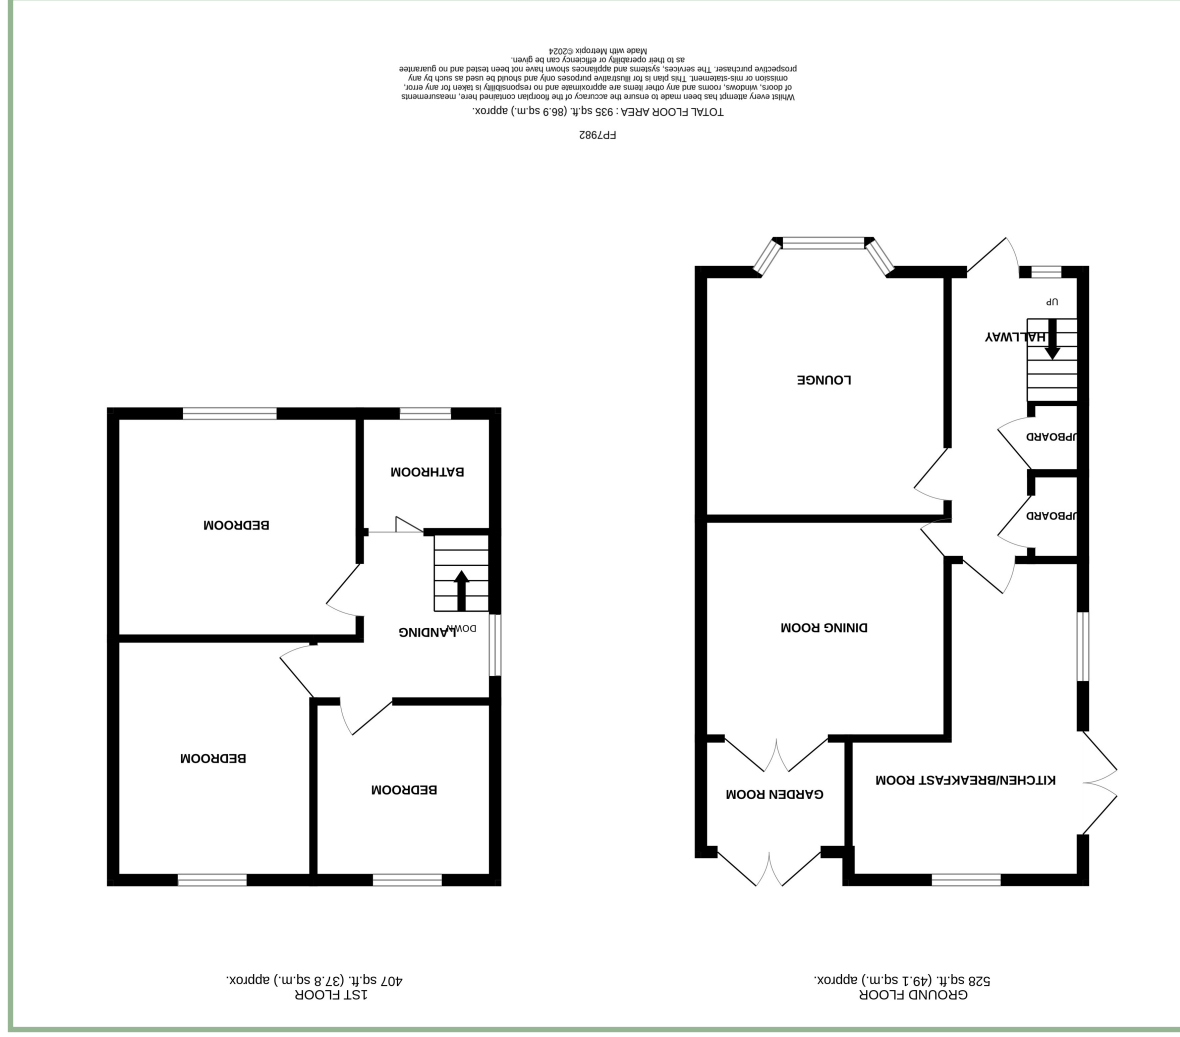 GROUND FLOOR
528 sq.ft. (49.1 sq.m.) approx.
1ST FLOOR
407 sq.ft. (37.8 sq.m.) approx.
KITCHEN/BREAKFAST ROOM
GARDEN ROOM
DINING ROOM
UPBOARD
UPBOARD
LOUNGE
HALLWAY
UP
BEDROOM
BEDROOM
LANDING
DOWN
BEDROOM
BATHROOM
FP7982
TOTAL FLOOR AREA : 935 sq.ft. (86.9 sq.m.) approx.
Whilst every attempt has been made to ensure the accuracy of the floorplan contained here, measurements
of doors, windows, rooms and any other items are approximate and no responsibility is taken for any error,
omission or mis-statement. This plan is for illustrative purposes only and should be used as such by any
prospective purchaser. The services, systems and appliances shown have not been tested and no guarantee
as to their operability or efficiency can be given.
Made with Metropix ©2024